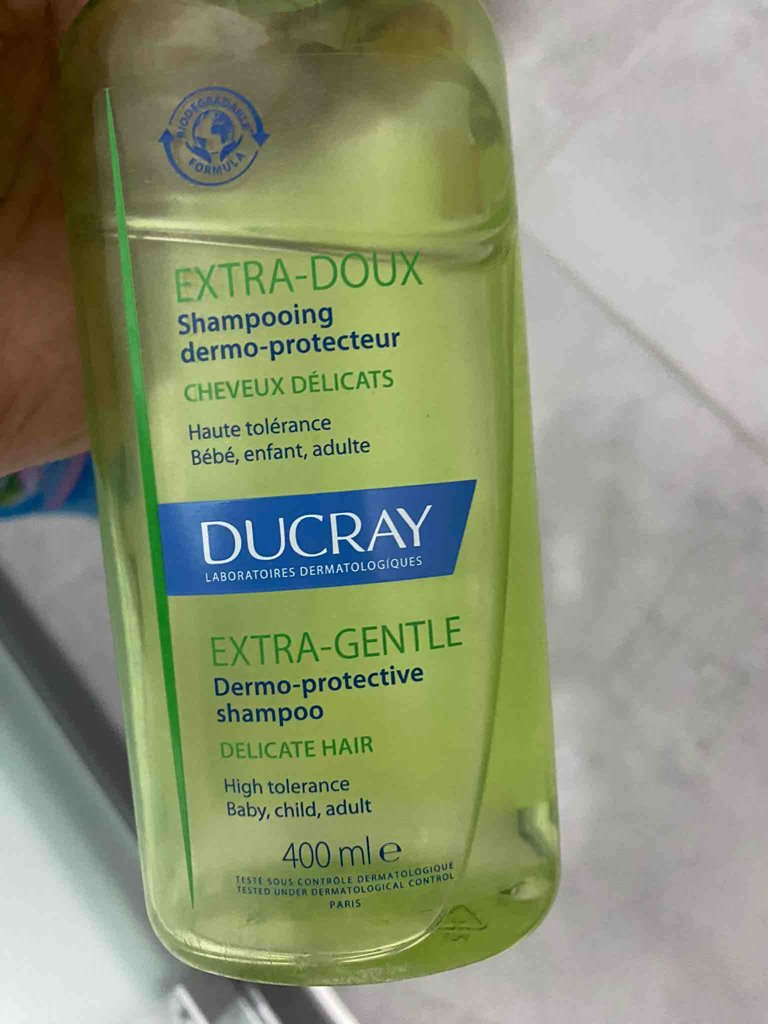 BIODEGRADABLE
FORMULA
EXTRA-DOUX
Shampooing
dermo-protecteur
CHEVEUX DÉLICATS
Haute tolérance
Bébé, enfant, adulte
DUCRAY
LABORATOIRES DERMATOLOGIQUES
EXTRA-GENTLE
Dermo-protective
shampoo
DELICATE HAIR
High tolerance
Baby, child, adult
400 ml e
TESTÉ SOUS CONTRÔLE DERMATOLOGIQUE
TESTED UNDER DERMATOLOGICAL CONTROL
PARIS